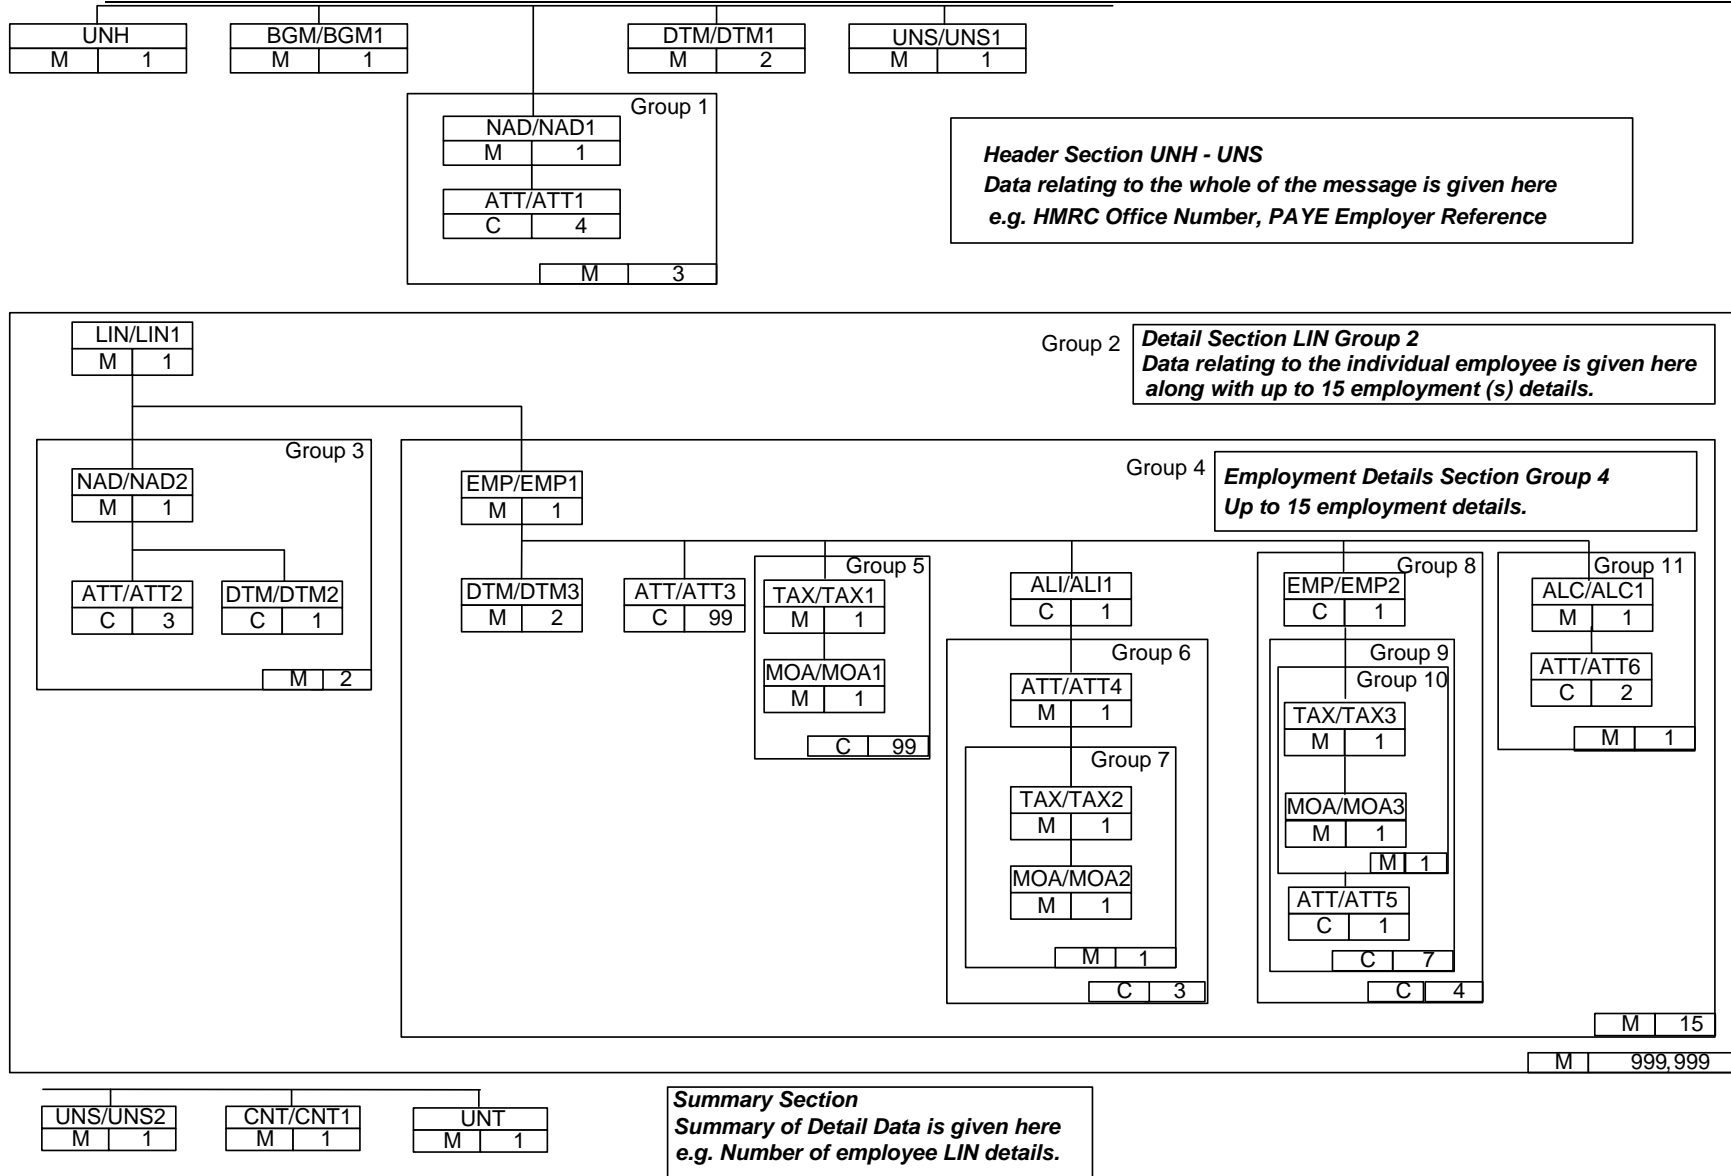 UNH
M 1
BGM/BGM1
M 1
DTM/DTM1
M 2
UNS/UNS1
M 1
Group 1
NAD/NAD1
M 1
ATT/ATT1
C 4
M 3
Header Section UNH - UNS
Data relating to the whole of the message is given here
e.g. HMRC Office Number, PAYE Employer Reference
LIN/LIN1
M 1
Group 2
Detail Section LIN Group 2
Data relating to the individual employee is given here
along with up to 15 employment (s) details.
Group 3
NAD/NAD2
M 1
ATT/ATT2
C 3
DTM/DTM2
C 1
M 2
Group 4
Employment Details Section Group 4
Up to 15 employment details.
EMP/EMP1
M 1
DTM/DTM3
M 2
ATT/ATT3
C 99
Group 5
TAX/TAX1
M 1
MOA/MOA1
M 1
C 99
ALI/ALI1
C 1
Group 6
ATT/ATT4
M 1
Group 7
TAX/TAX2
M 1
MOA/MOA2
M 1
M 1
C 3
Group 8
EMP/EMP2
C 1
Group 9
Group 10
TAX/TAX3
M 1
MOA/MOA3
M 1
M 1
ATT/ATT5
C 1
C 7
C 4
Group 11
ALC/ALC1
M 1
ATT/ATT6
C 2
M 1
M 15
M 999,999
UNS/UNS2
M 1
CNT/CNT1
M 1
UNT
M 1
Summary Section
Summary of Detail Data is given here
e.g. Number of employee LIN details.